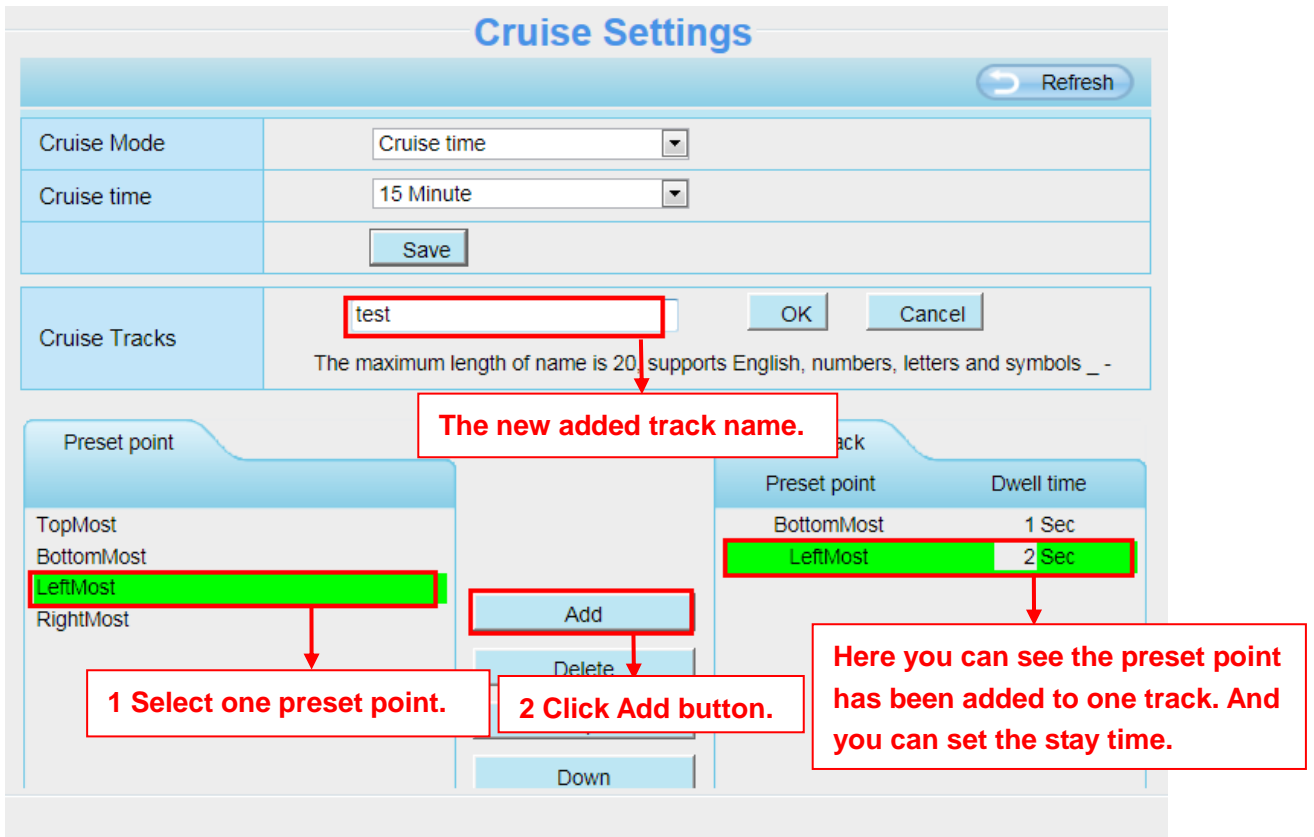 Cruise Settings
Refresh
Cruise Mode
Cruise time
Cruise time
15 Minute
Save
Cruise Tracks
test
OK
Cancel
The maximum length of name is 20, supports English, numbers, letters and symbols _ -
The new added track name.
Preset point
Preset point
Dwell time
TopMost
BottomMost
LeftMost
RightMost
BottomMost
1 Sec
LeftMost
2 Sec
Add
Delete
Down
1 Select one preset point.
2 Click Add button.
Here you can see the preset point
has been added to one track. And
you can set the stay time.